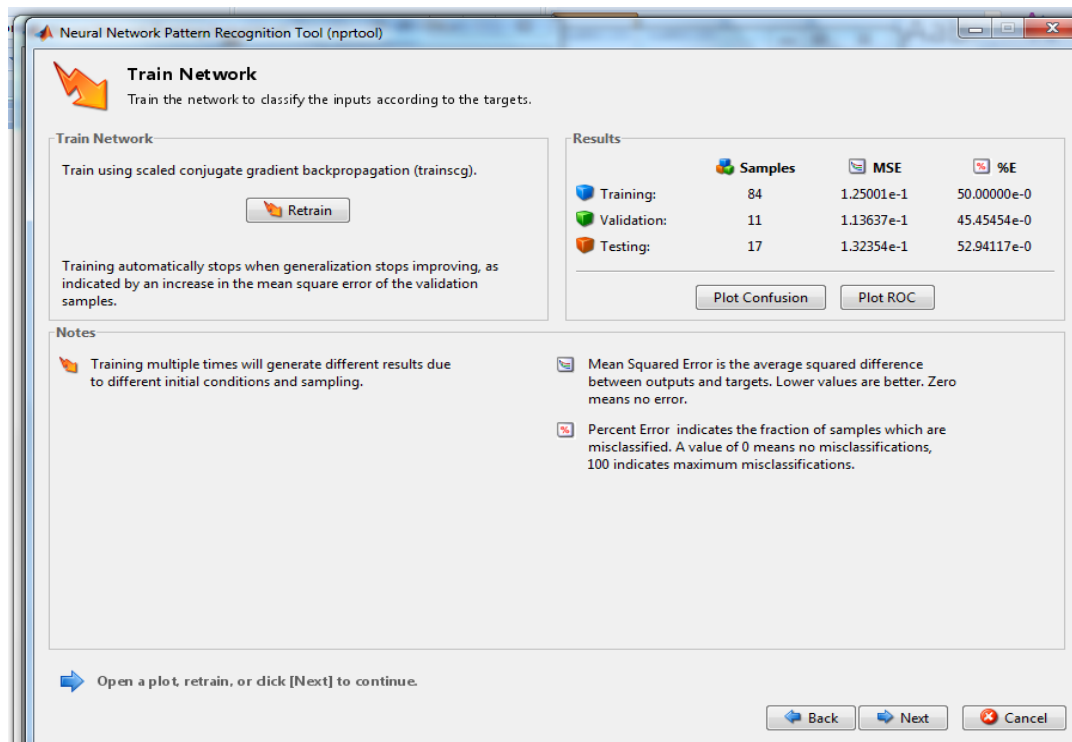 Neural Network Pattern Recognition Tool (nprtool)
Train Network
Train the network to classify the inputs according to the targets.
Train Network
Train using scaled conjugate gradient backpropagation (trainscg).
Retrain
Training automatically stops when generalization stops improving, as
indicated by an increase in the mean square error of the validation
samples.
Results
Samples MSE %E
Training: 84 1.25001e-1 50.00000e-0
Validation: 11 1.13637e-1 45.45454e-0
Testing: 17 1.32354e-1 52.94117e-0
Plot Confusion Plot ROC
Notes
Training multiple times will generate different results due
to different initial conditions and sampling.
Mean Squared Error is the average squared difference
between outputs and targets. Lower values are better. Zero
means no error.
Percent Error indicates the fraction of samples which are
misclassified. A value of 0 means no misclassifications,
100 indicates maximum misclassifications.
Open a plot, retrain, or click [Next] to continue.
Back Next Cancel